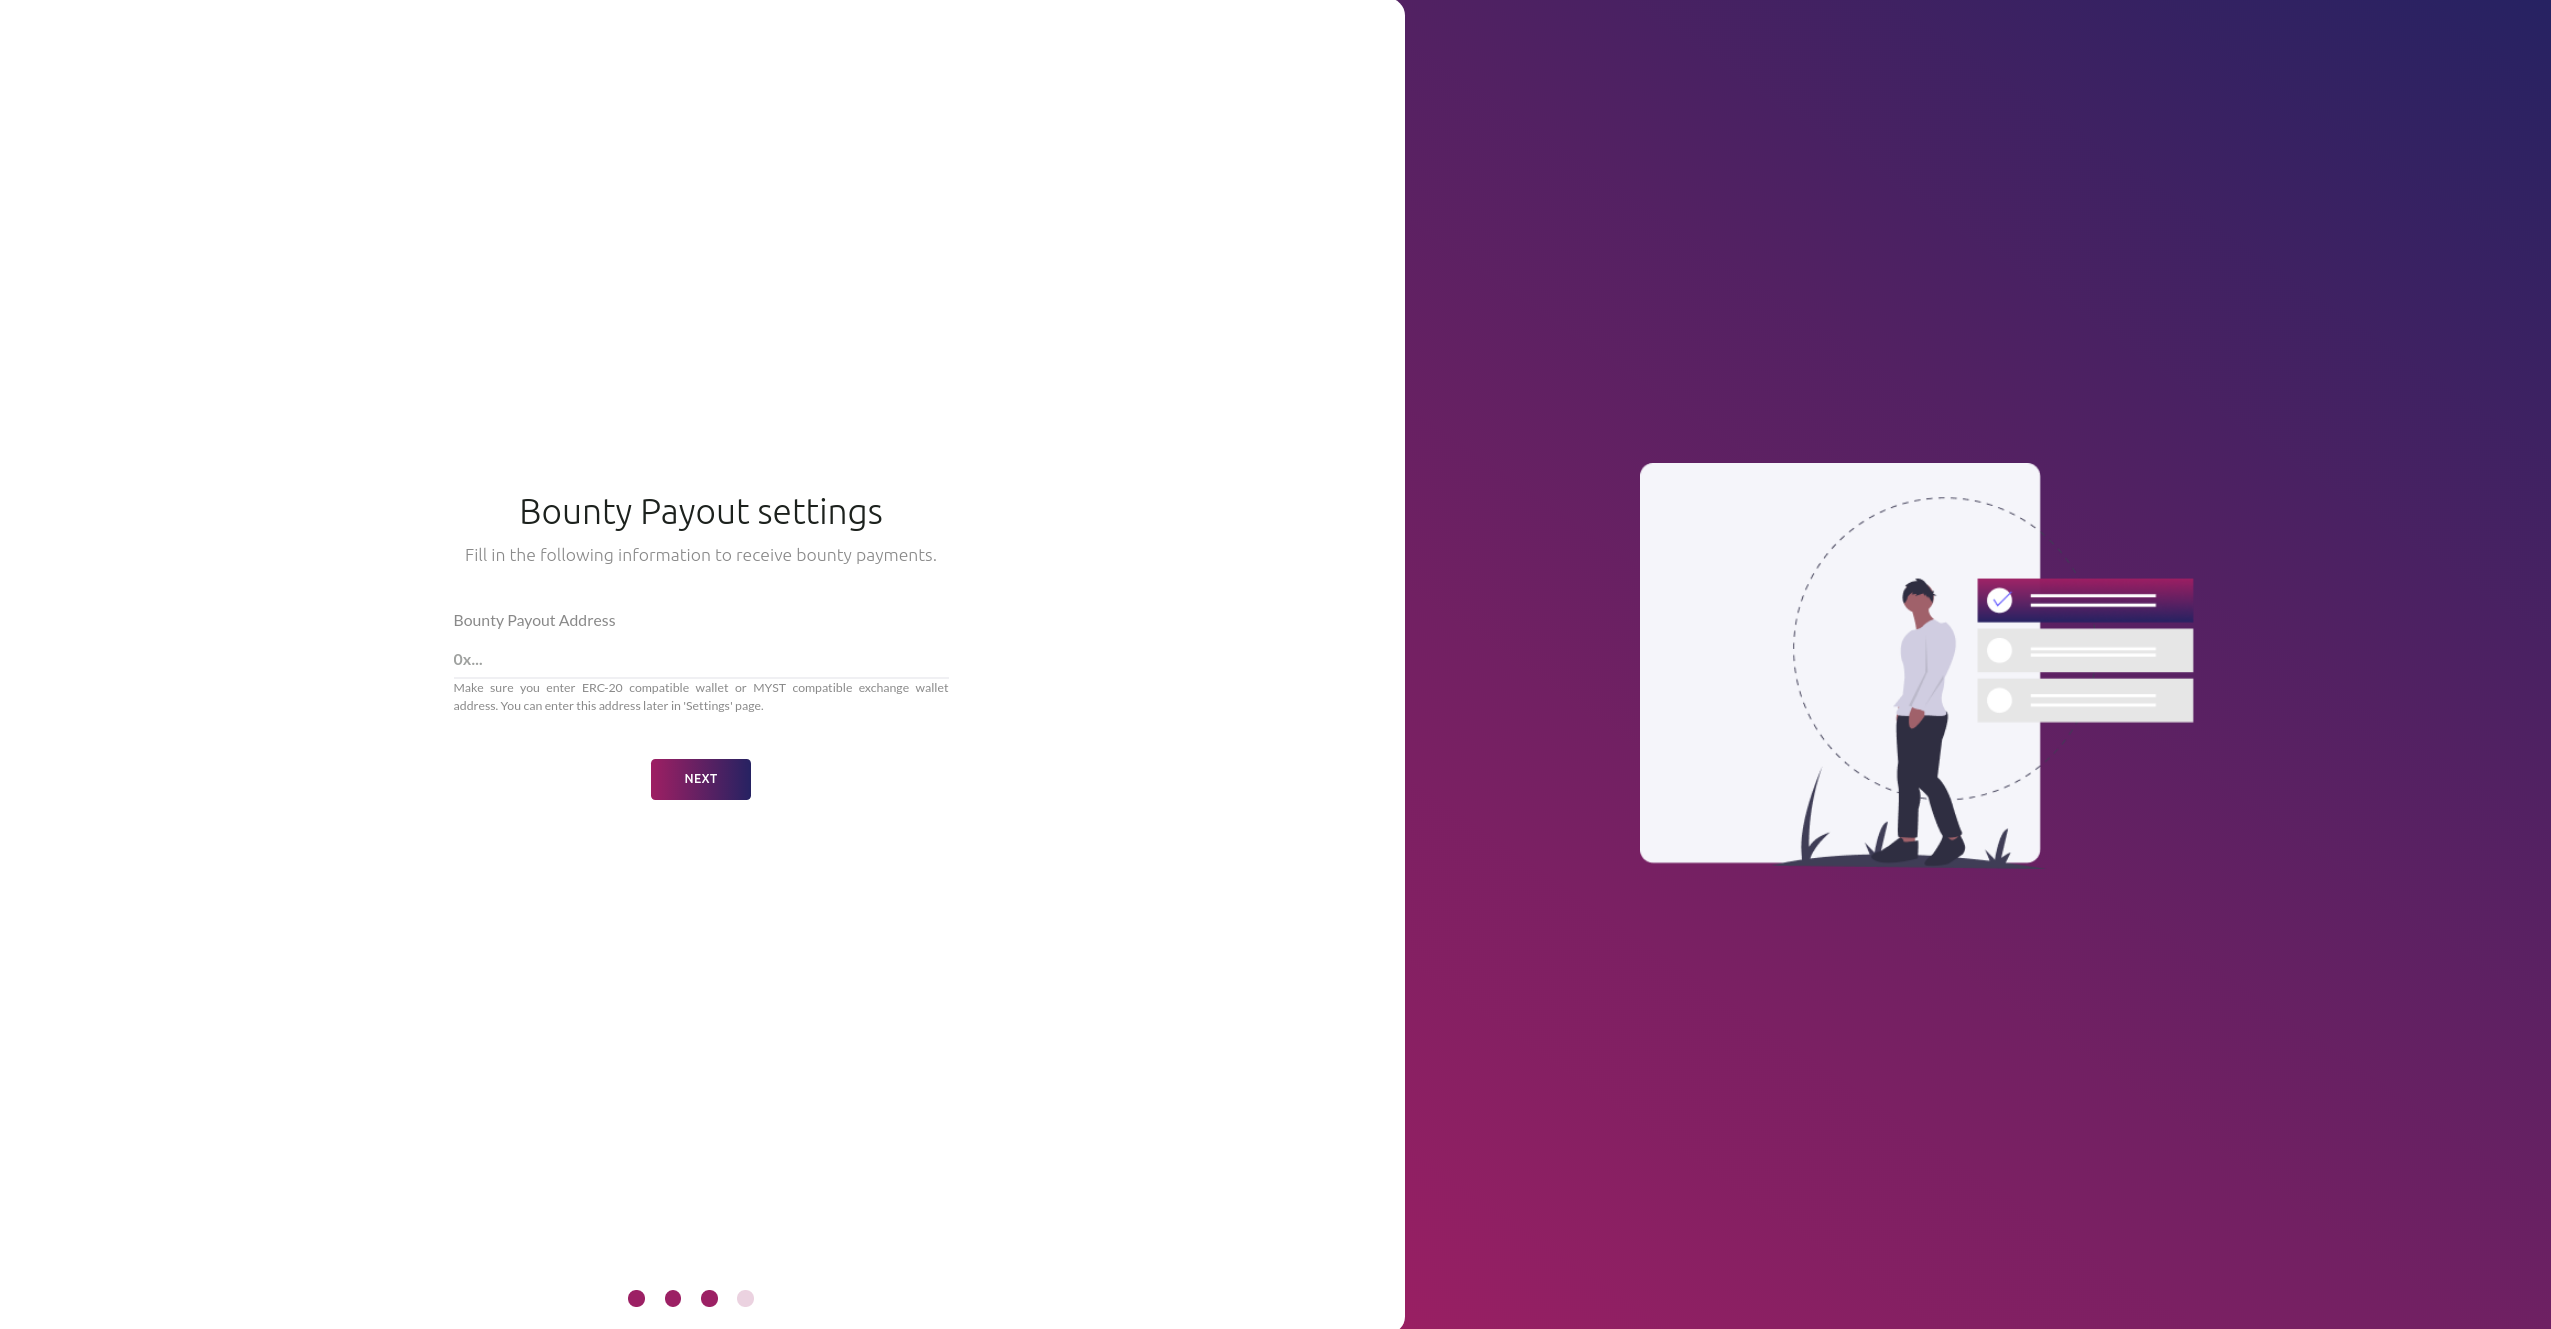 Bounty Payout settings
Fill in the following information to receive bounty payments.
Bounty Payout Address
0x...
Make sure you enter ERC-20 compatible wallet or MYST compatible exchange wallet
address. You can enter this address later in 'Settings' page.
NEXT